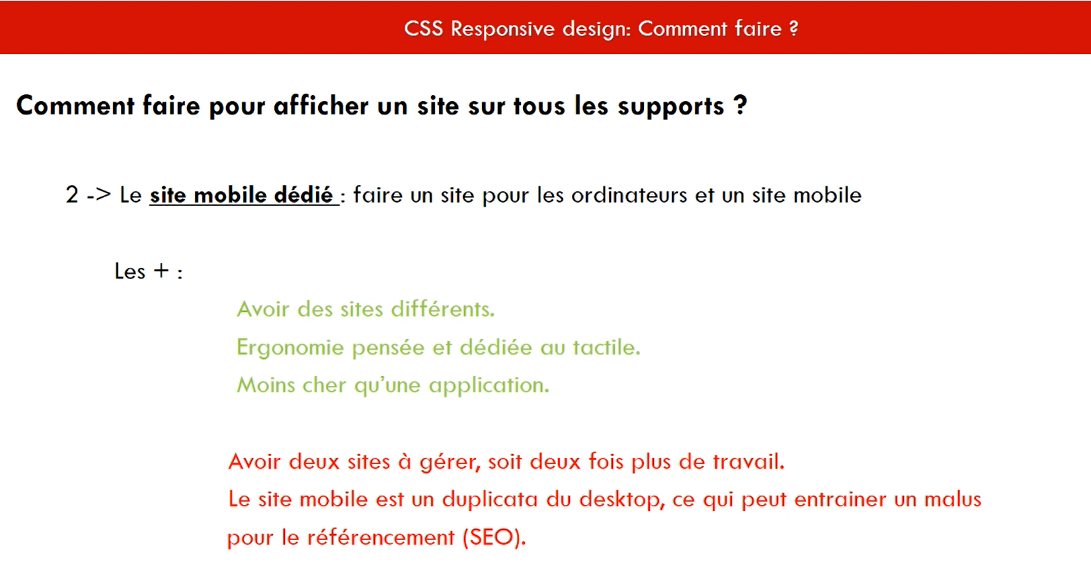 CSS Responsive design: Comment faire ?
Comment faire pour afficher un site sur tous les supports ?
2 -> Le site mobile dédié : faire un site pour les ordinateurs et un site mobile
Les + :
Avoir des sites différents.
Ergonomie pensée et dédiée au tactile.
Moins cher qu'une application.
Avoir deux sites à gérer, soit deux fois plus de travail.
Le site mobile est un duplicata du desktop, ce qui peut entrainer un malus
pour le référencement (SEO).